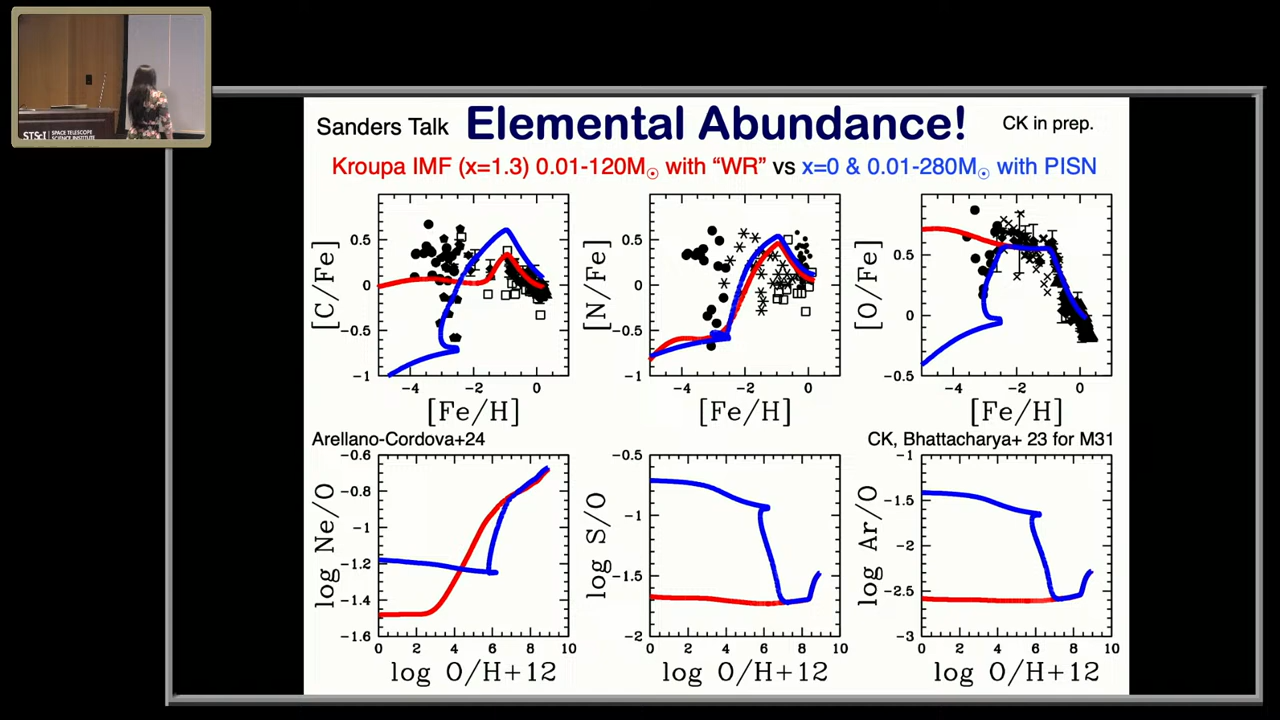 STScI SPACE TELESCOPE
SCIENCE INSTITUTE
Sanders Talk Elemental Abundance! CK in prep.
Kroupa IMF (x=1.3) 0.01-120M☉ with “WR” vs x=0 & 0.01-280M☉ with PISN
[C/Fe]
0.5
0
−0.5
−1
−4 −2 0
[Fe/H]
[N/Fe]
0.5
0
−0.5
−1
−4 −2 0
[Fe/H]
[O/Fe]
0.5
0
−0.5
−4 −2 0
[Fe/H]
Arellano-Cordova+24
CK, Bhattacharya+ 23 for M31
log Ne/O
−0.6
−0.8
−1
−1.2
−1.4
−1.6
0 2 4 6 8 10
log O/H+12
log S/O
−0.5
−1
−1.5
−2
0 2 4 6 8 10
log O/H+12
log Ar/O
−1
−1.5
−2
−2.5
−3
0 2 4 6 8 10
log O/H+12